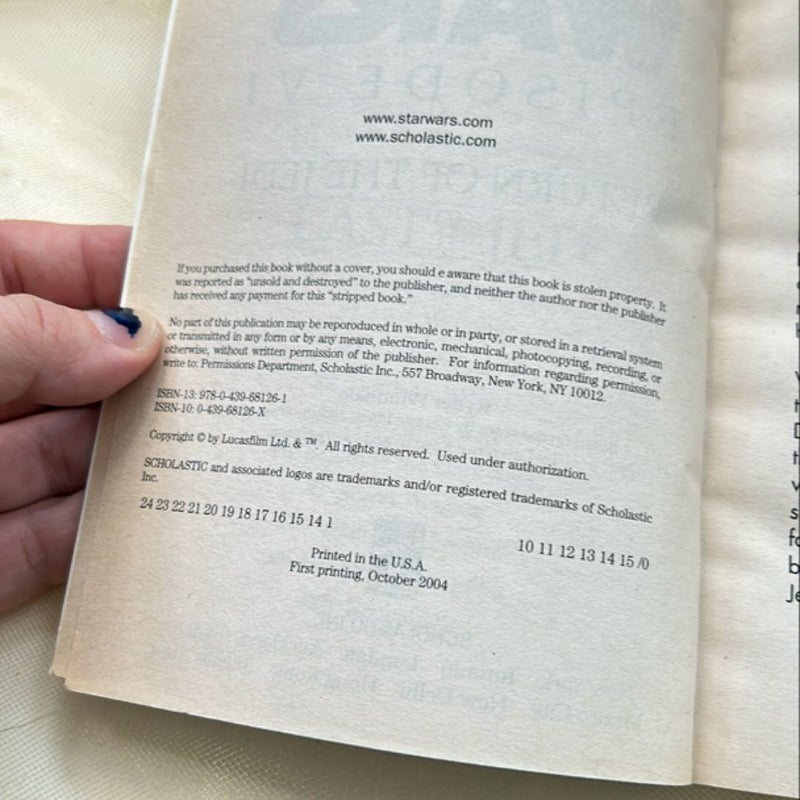 www.starwars.com
www.scholastic.com
If you purchased this book without a cover, you should e aware that this book is stolen property. It
was reported as "unsold and destroyed" to the publisher, and neither the author nor the publisher
has received any payment for this "stripped book."
No part of this publication may be reporoduced in whole or in party, or stored in a retrieval system
or transmitted in any form or by any means, electronic, mechanical, photocopying, recording, or
otherwise, without written permission of the publisher. For information regarding permission,
write to: Permissions Department, Scholastic Inc., 557 Broadway, New York, NY 10012.
ISBN-13: 978-0-439-68126-1
ISBN-10: 0-439-68126-X
Copyright © by Lucasfilm Ltd. & ™. All rights reserved. Used under authorization.
SCHOLASTIC and associated logos are trademarks and/or registered trademarks of Scholastic
Inc.
24 23 22 21 20 19 18 17 16 15 14 1 10 11 12 13 14 15 /0
Printed in the U.S.A.
First printing, October 2004